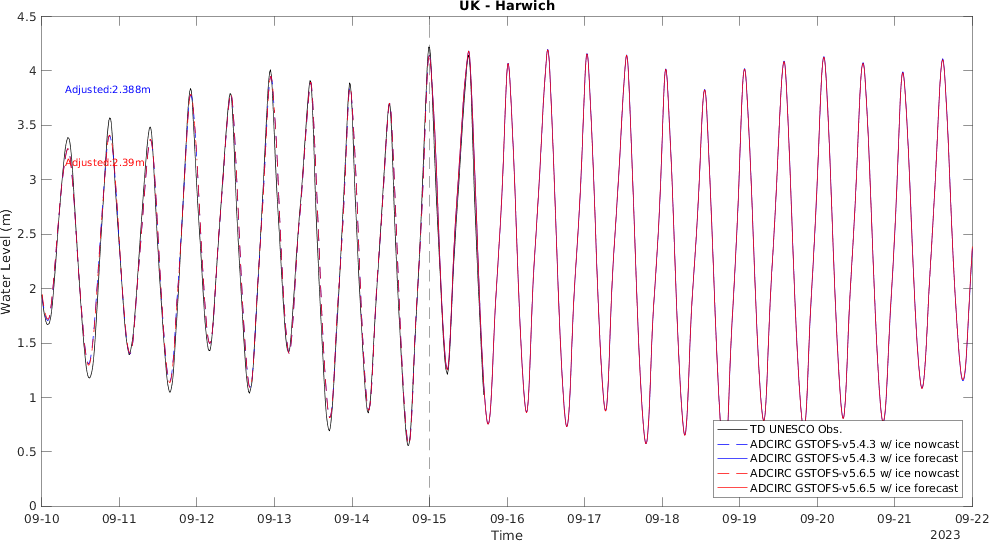 UK - Harwich
4.5
4
3.5
3
2.5
2
1.5
1
0.5
0
Water Level (m)
Adjusted:2.388m
Adjusted:2.39m
TD UNESCO Obs.
ADCIRC GSTOFS-v5.4.3 w/ ice nowcast
ADCIRC GSTOFS-v5.4.3 w/ ice forecast
ADCIRC GSTOFS-v5.6.5 w/ ice nowcast
ADCIRC GSTOFS-v5.6.5 w/ ice forecast
09-10 09-11 09-12 09-13 09-14 09-15 09-16 09-17 09-18 09-19 09-20 09-21 09-22
Time
2023